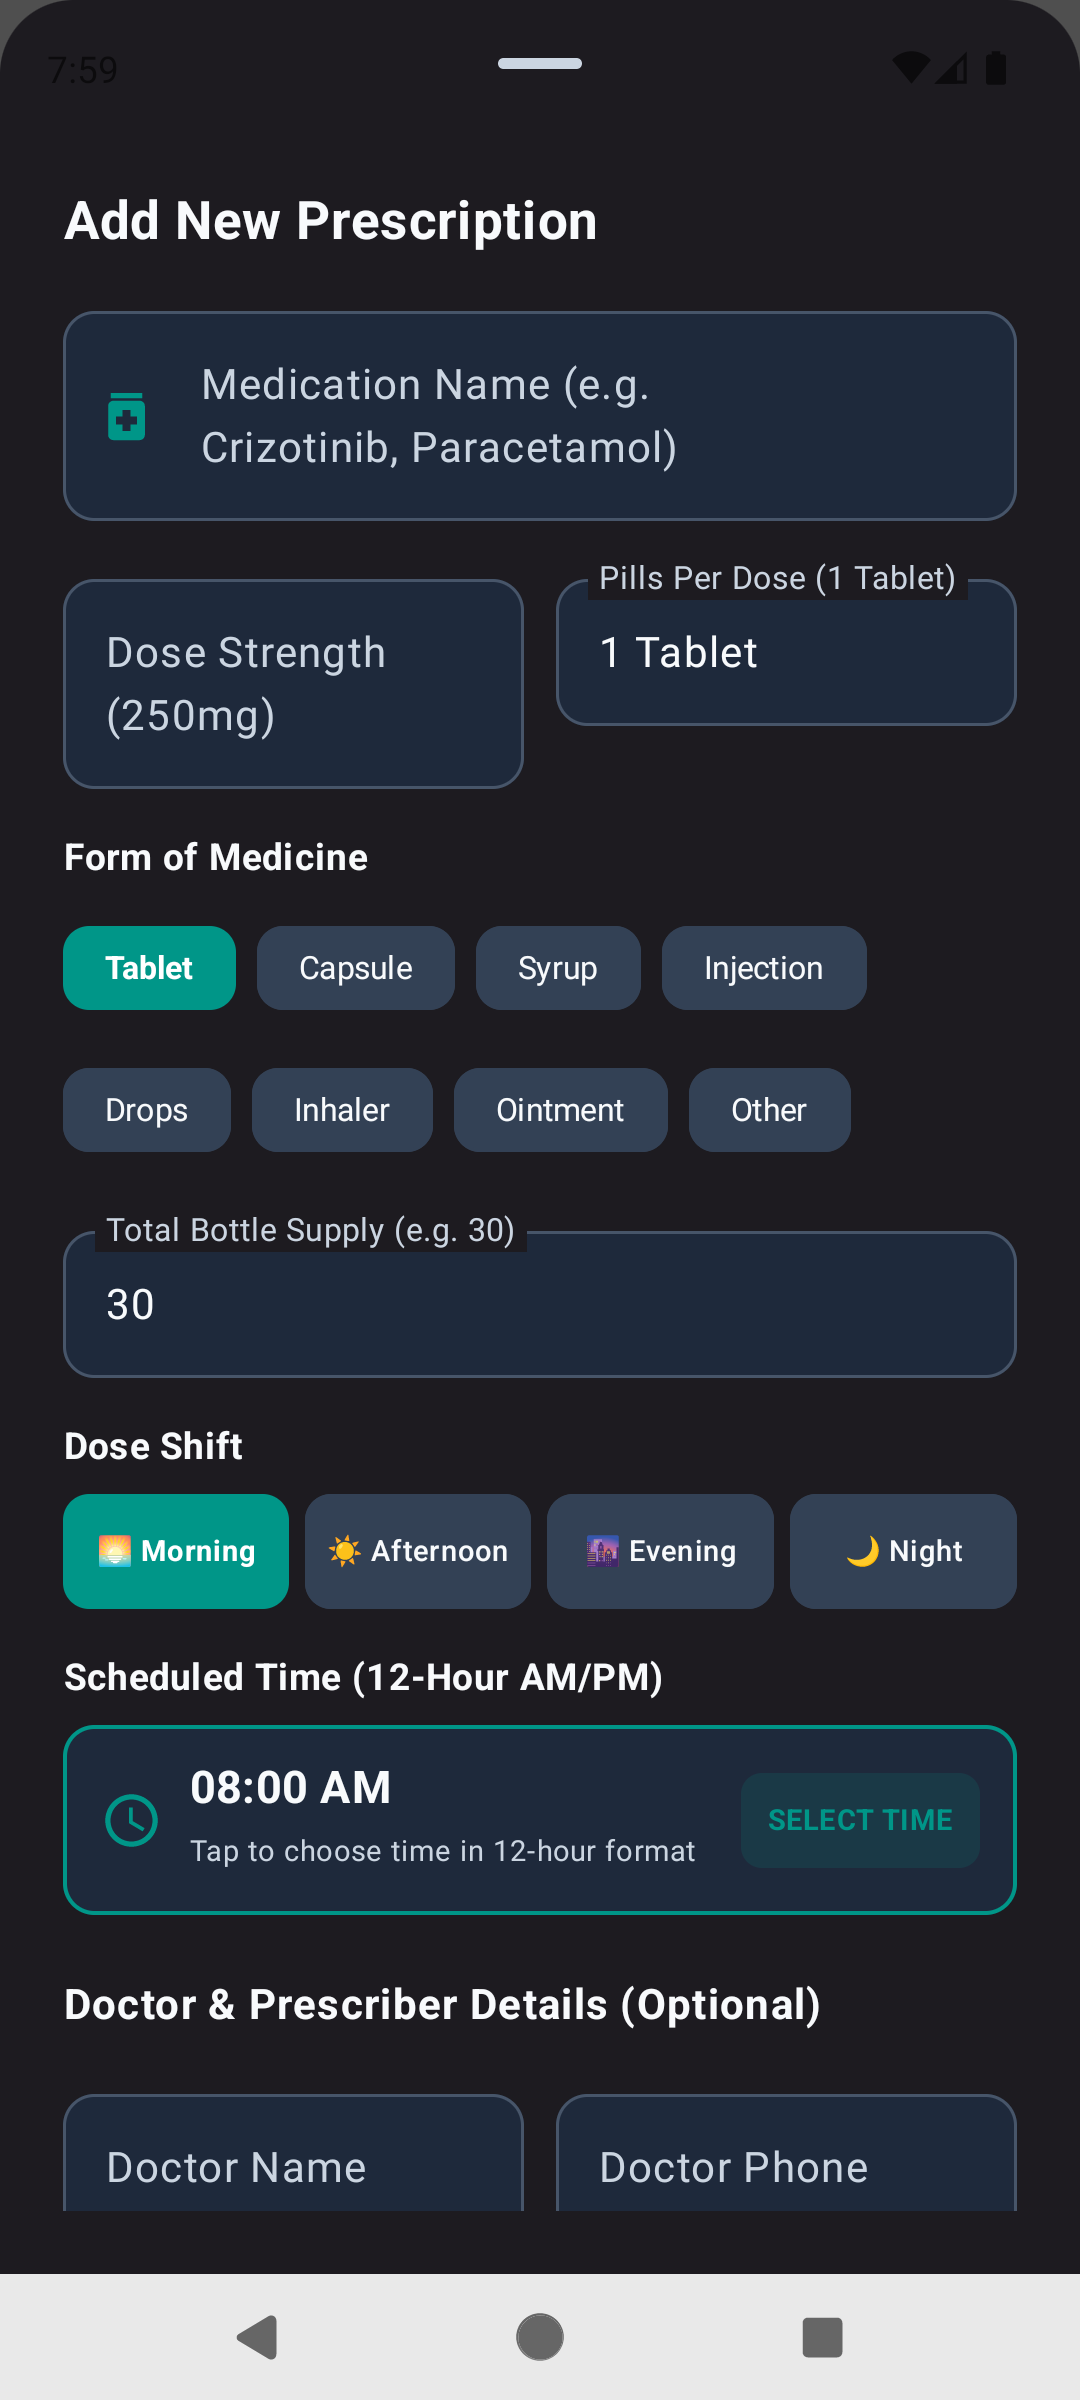 7:59
Add New Prescription
Medication Name (e.g.
Crizotinib, Paracetamol)
Dose Strength
(250mg)
Pills Per Dose (1 Tablet)
1 Tablet
Form of Medicine
Tablet Capsule Syrup Injection
Drops Inhaler Ointment Other
Total Bottle Supply (e.g. 30)
30
Dose Shift
🌅 Morning ☀️ Afternoon 🌆 Evening 🌙 Night
Scheduled Time (12-Hour AM/PM)
08:00 AM
Tap to choose time in 12-hour format
SELECT TIME
Doctor & Prescriber Details (Optional)
Doctor Name Doctor Phone